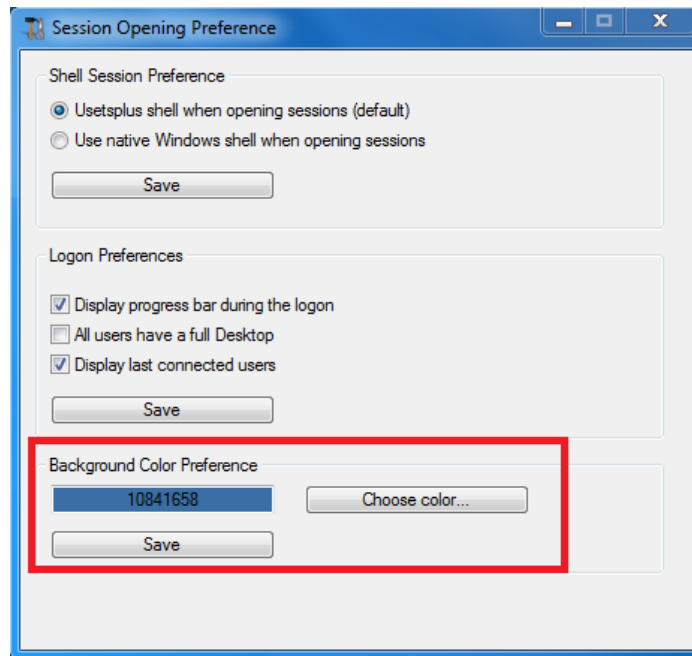 Session Opening Preference
Shell Session Preference
Usetsplus shell when opening sessions (default)
Use native Windows shell when opening sessions
Save
Logon Preferences
Display progress bar during the logon
All users have a full Desktop
Display last connected users
Save
Background Color Preference
10841658 Choose color...
Save